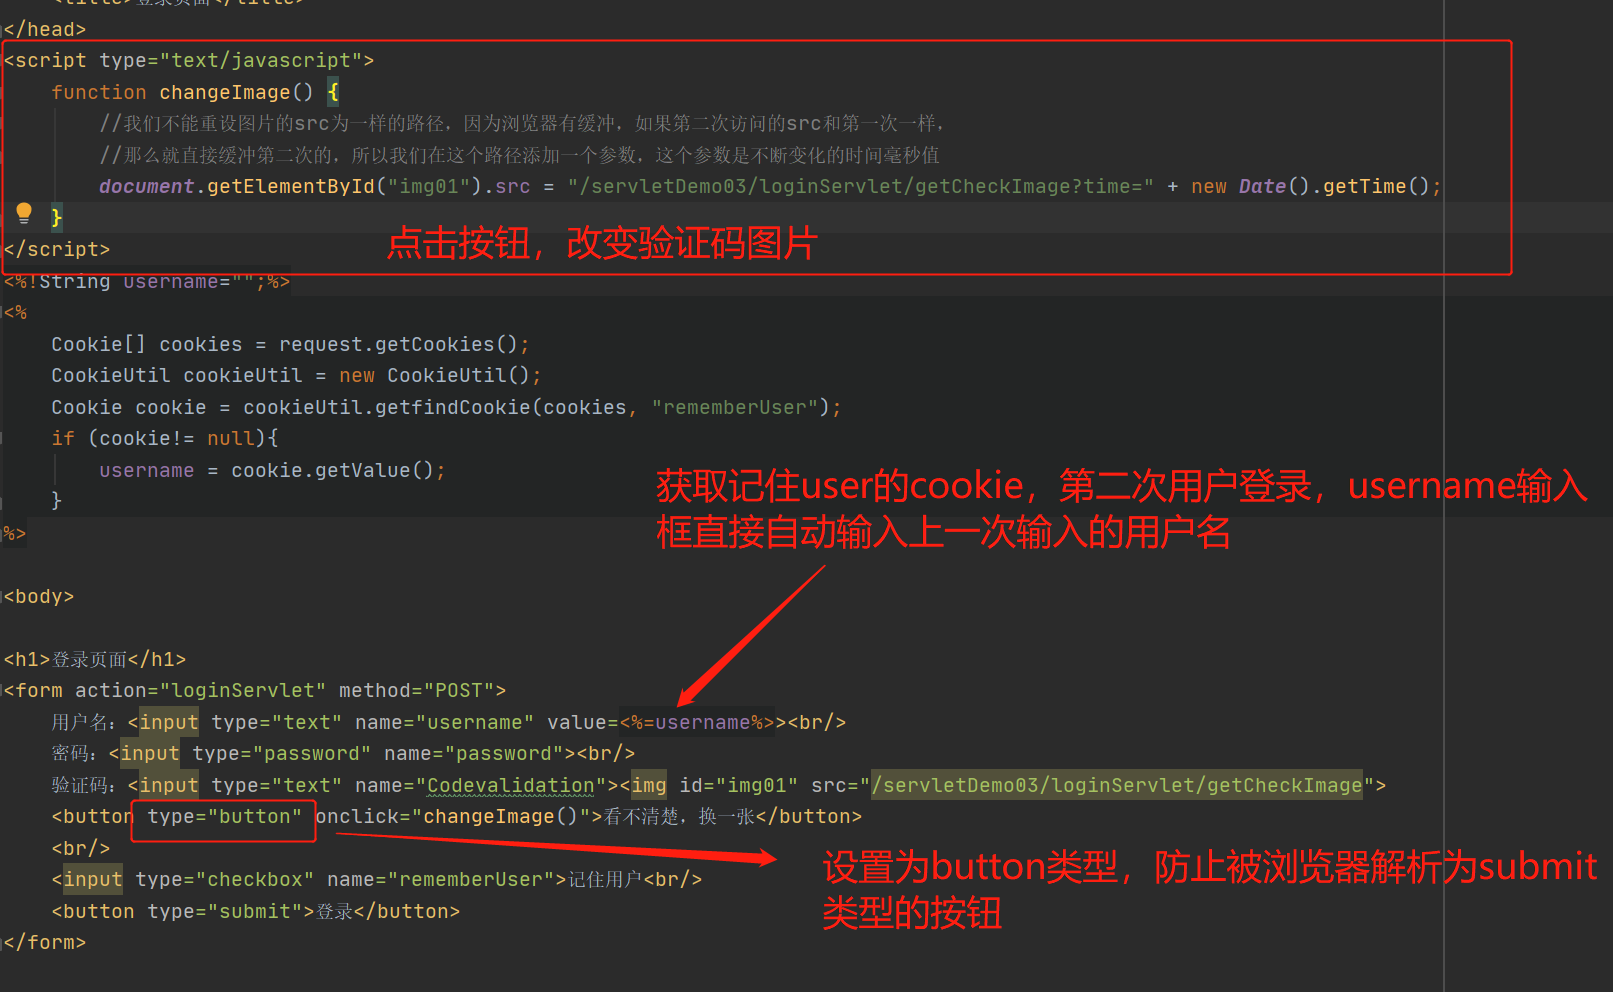 <title>登录页面</title>
</head>
<script type="text/javascript">
function changeImage() {
//我们不能重设图片的src为一样的路径，因为浏览器有缓冲，如果第二次访问的src和第一次一样，
//那么就直接缓冲第二次的，所以我们在这个路径添加一个参数，这个参数是不断变化的时间毫秒值
document.getElementById("img01").src = "/servletDemo03/loginServlet/getCheckImage?time=" + new Date().getTime();
}
点击按钮，改变验证码图片
</script>
<%!String username="";%>
<%
Cookie[] cookies = request.getCookies();
CookieUtil cookieUtil = new CookieUtil();
Cookie cookie = cookieUtil.getfindCookie(cookies, "rememberUser");
if (cookie!= null){
username = cookie.getValue();
}
获取记住user的cookie，第二次用户登录，username输入
框直接自动输入上一次输入的用户名
%>
<body>
<h1>登录页面</h1>
<form action="loginServlet" method="POST">
用户名：<input type="text" name="username" value=<%=username%>><br/>
密码：<input type="password" name="password"><br/>
验证码：<input type="text" name="Codevalidation"><img id="img01" src="/servletDemo03/loginServlet/getCheckImage">
<button type="button" onclick="changeImage()">看不清楚，换一张</button>
<br/>
<input type="checkbox" name="rememberUser">记住用户<br/>
<button type="submit">登录</button>
设置为button类型，防止被浏览器解析为submit
类型的按钮
</form>